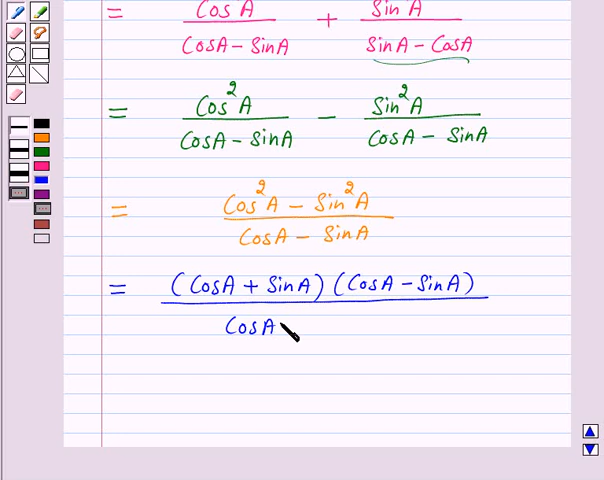 = Cos A / CosA - SinA + Sin A / SinA - CosA
= Cos²A / CosA - SinA - Sin²A / CosA - SinA
= Cos²A - Sin²A / CosA - SinA
= (CosA + SinA) (CosA - SinA) / CosA